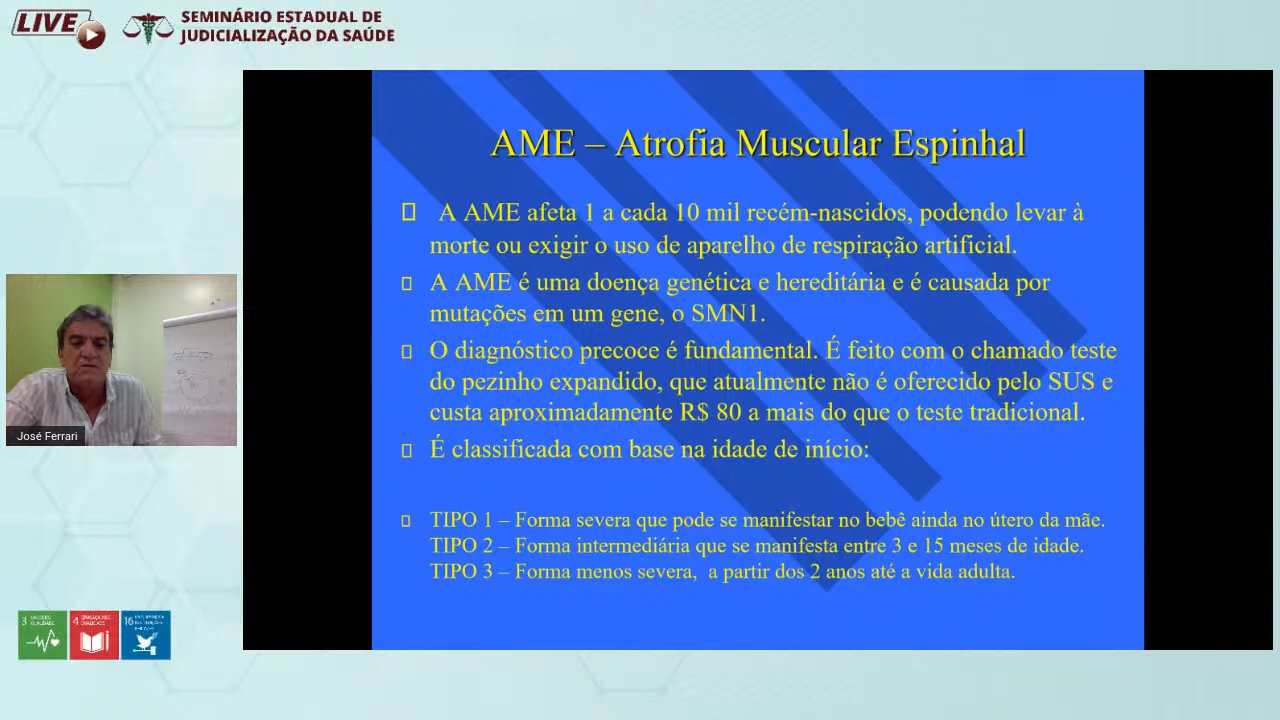 LIVE
SEMINÁRIO ESTADUAL DE
JUDICIALIZAÇÃO DA SAÚDE
AME – Atrofia Muscular Espinhal
A AME afeta 1 a cada 10 mil recém-nascidos, podendo levar à
morte ou exigir o uso de aparelho de respiração artificial.
A AME é uma doença genética e hereditária e é causada por
mutações em um gene, o SMN1.
O diagnóstico precoce é fundamental. É feito com o chamado teste
do pezinho expandido, que atualmente não é oferecido pelo SUS e
custa aproximadamente R$ 80 a mais do que o teste tradicional.
É classificada com base na idade de início:
TIPO 1 – Forma severa que pode se manifestar no bebê ainda no útero da mãe.
TIPO 2 – Forma intermediária que se manifesta entre 3 e 15 meses de idade.
TIPO 3 – Forma menos severa, a partir dos 2 anos até a vida adulta.
José Ferrari
3
4
16